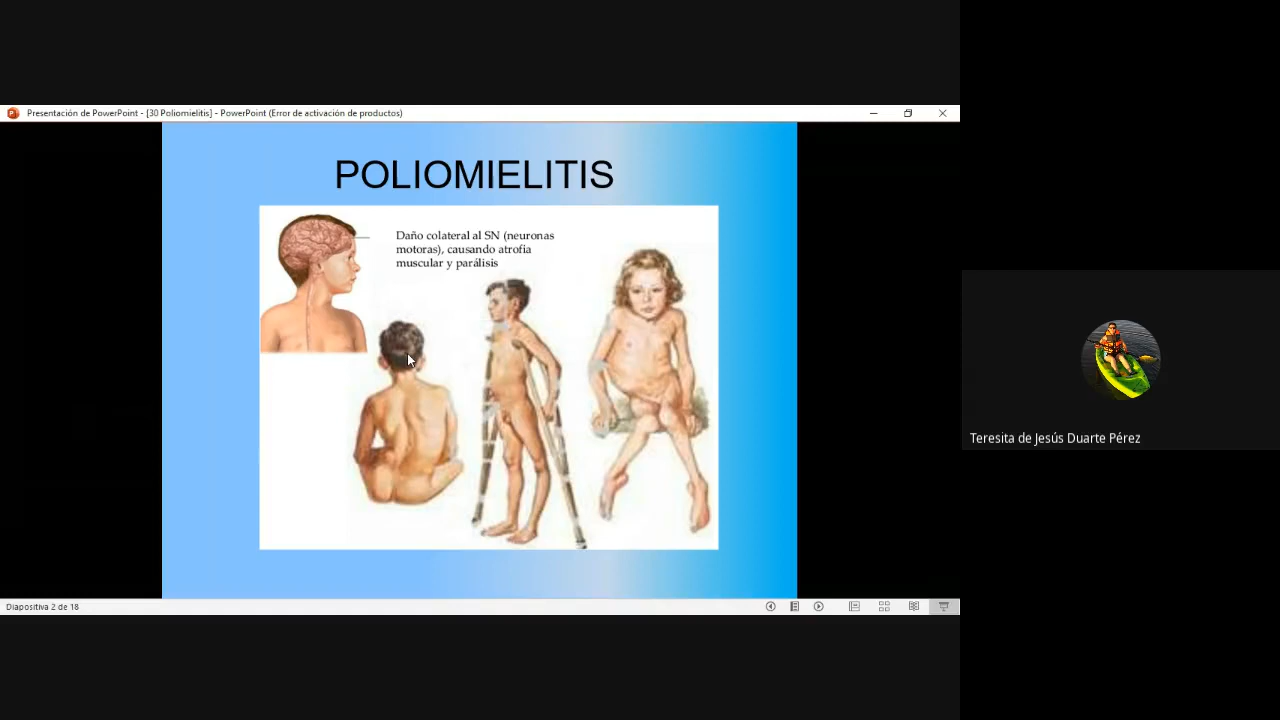 Presentación de PowerPoint - [30 Poliomielitis] - PowerPoint (Error de activación de productos)
POLIOMIELITIS
Daño colateral al SN (neuronas
motoras), causando atrofia
muscular y parálisis
Teresita de Jesús Duarte Pérez
Diapositiva 2 de 18